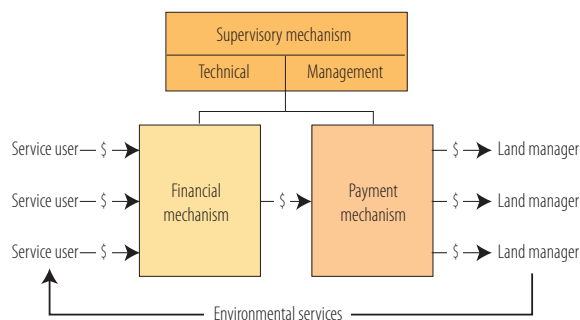 Supervisory mechanism
Technical
Management
Service user $
$ Land manager
Financial
mechanism
Payment
mechanism
Service user $
$
$ Land manager
Service user $
$ Land manager
Environmental services